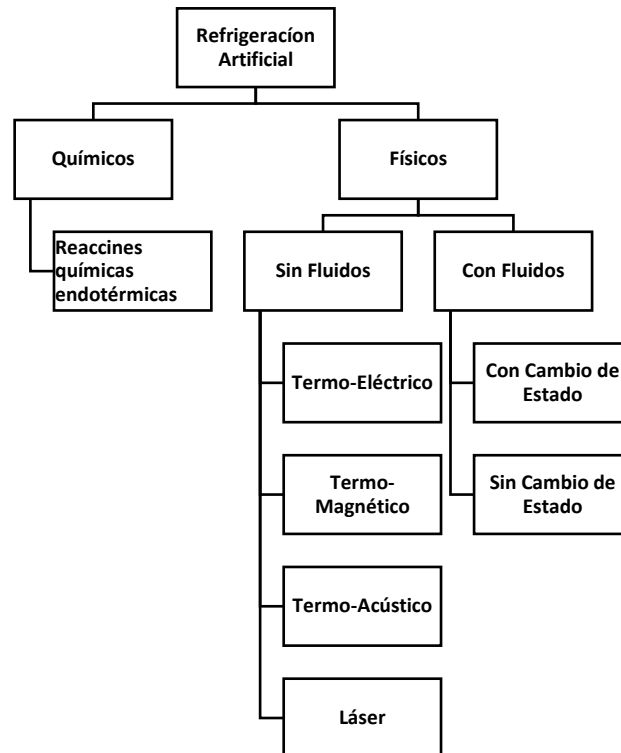 Refrigeracíon
Artificial
Químicos
Físicos
Reaccines
químicas
endotérmicas
Sin Fluidos
Con Fluidos
Termo-Eléctrico
Con Cambio de
Estado
Termo-
Magnético
Sin Cambio de
Estado
Termo-Acústico
Láser